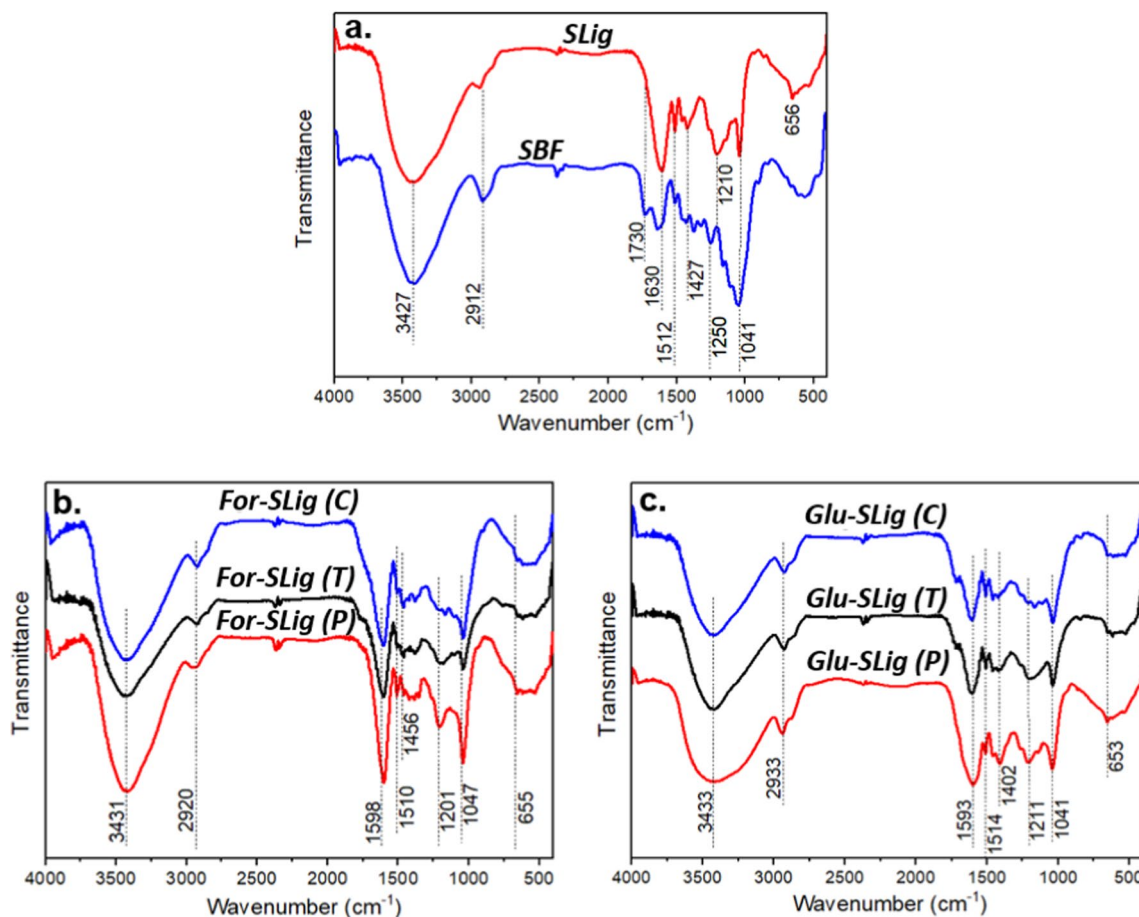 a.
SLig
SBF
Transmittance
3427
2912
1730
1630
1512
1427
1250
1210
1041
656
4000 3500 3000 2500 2000 1500 1000 500
Wavenumber (cm⁻¹)
b.
For-SLig (C)
For-SLig (T)
For-SLig (P)
Transmittance
3431
2920
1598
1510
1456
1201
1047
655
4000 3500 3000 2500 2000 1500 1000 500
Wavenumber (cm⁻¹)
c.
Glu-SLig (C)
Glu-SLig (T)
Glu-SLig (P)
Transmittance
3433
2933
1593
1514
1402
1211
1041
653
4000 3500 3000 2500 2000 1500 1000 500
Wavenumber (cm⁻¹)